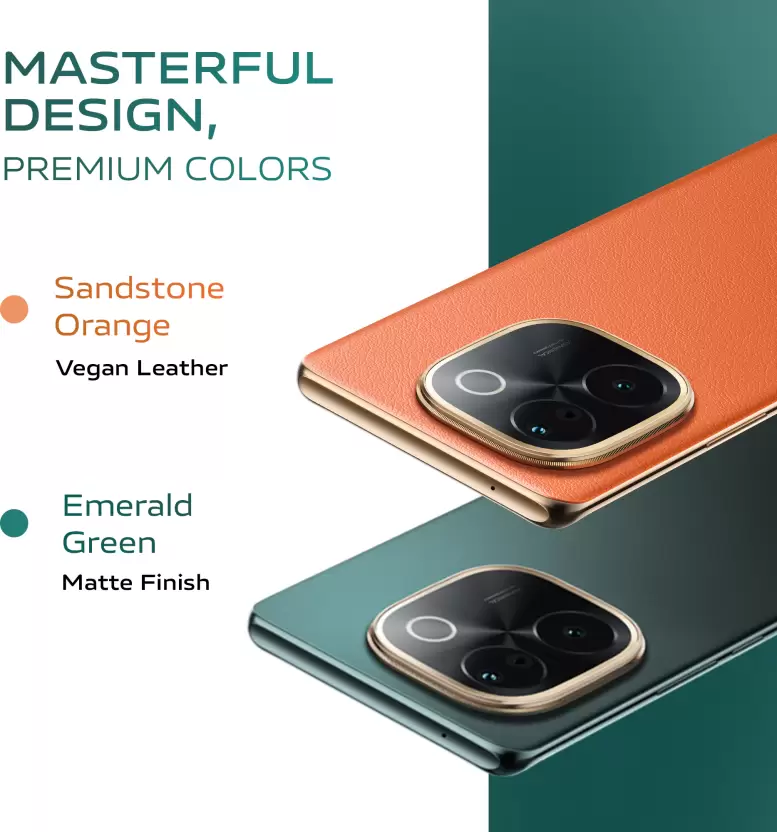 MASTERFUL
DESIGN,
PREMIUM COLORS
Sandstone
Orange
Vegan Leather
Emerald
Green
Matte Finish